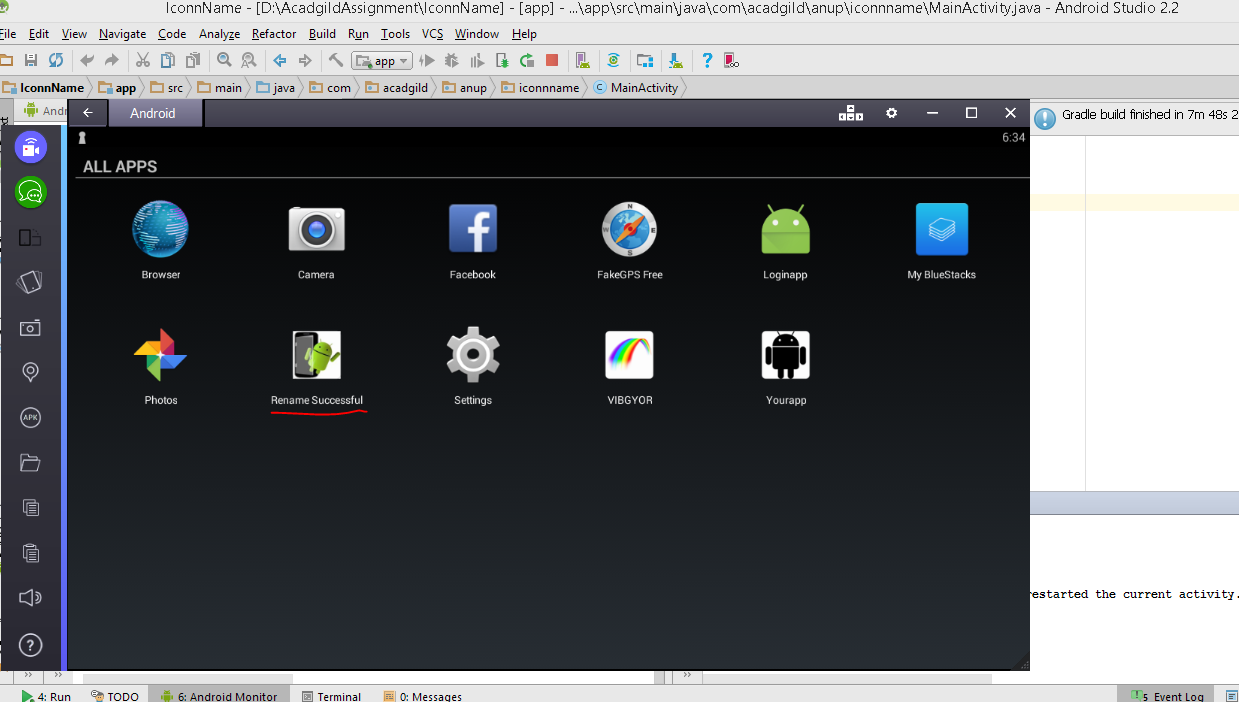 IconnName - [D:\AcadgildAssignment\IconnName] - [app] - ...\app\src\main\java\com\acadgild\anup\iconnname\MainActivity.java - Android Studio 2.2
File Edit View Navigate Code Analyze Refactor Build Run Tools VCS Window Help
app
IconnName app src main java com acadgild anup iconnname MainActivity
Andr
Android
Gradle build finished in 7m 48s 2
6:34
ALL APPS
Browser Camera Facebook FakeGPS Free Loginapp My BlueStacks
Photos Rename Successful Settings VIBGYOR Yourapp
APK
restarted the current activity.
4: Run TODO 6: Android Monitor Terminal 0: Messages 5 Event Log